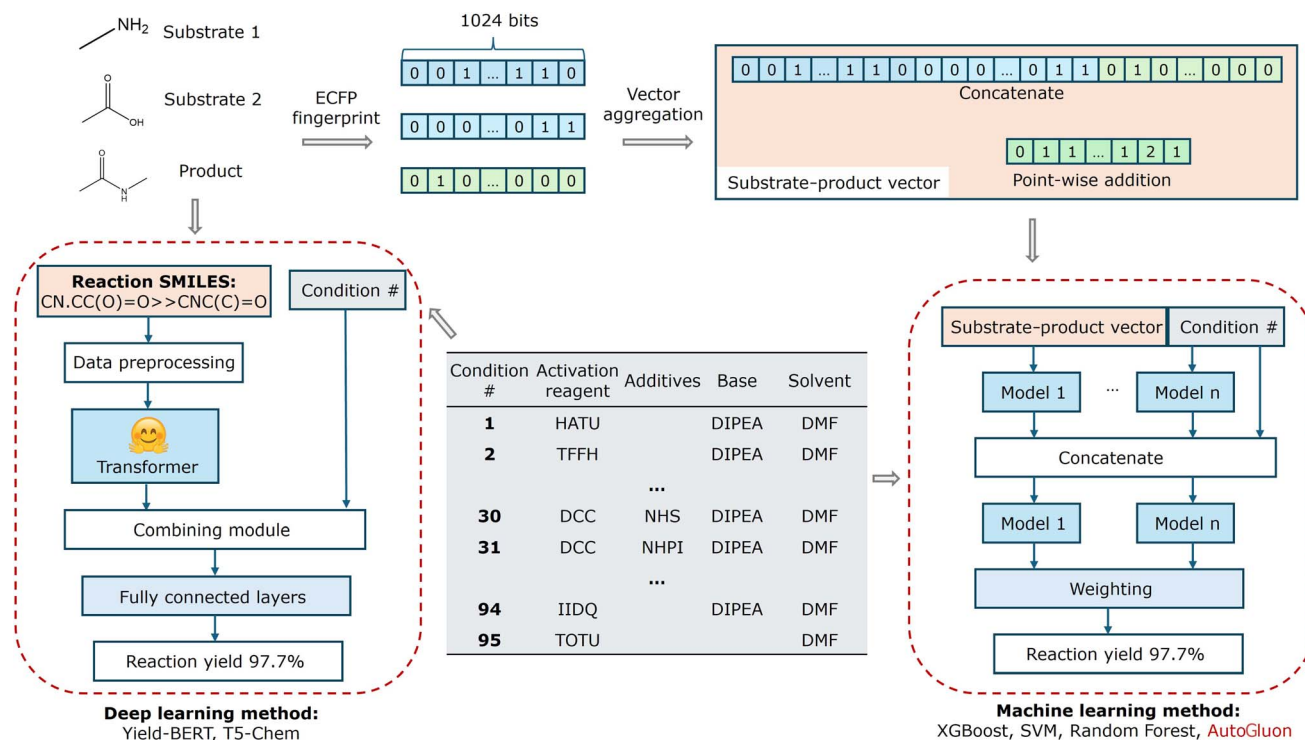 NH₂
Substrate 1
O
OH
Substrate 2
O
N
H
Product
ECFP
fingerprint
1024 bits
0 0 1 ... 1 1 0
0 0 0 ... 0 1 1
0 1 0 ... 0 0 0
Vector
aggregation
0 0 1 ... 1 1 0 0 0 0 ... 0 1 1 0 1 0 ... 0 0 0
Concatenate
0 1 1 ... 1 2 1
Point-wise addition
Substrate-product vector
Reaction SMILES:
CN.CC(O)=O>>CNC(C)=O
Condition #
Data preprocessing
Transformer
Combining module
Fully connected layers
Reaction yield 97.7%
Deep learning method:
Yield-BERT, T5-Chem
Condition # Activation reagent Additives Base Solvent
1 HATU DIPEA DMF
2 TFFH DIPEA DMF
...
30 DCC NHS DIPEA DMF
31 DCC NHPI DIPEA DMF
...
94 IIDQ DIPEA DMF
95 TOTU DMF
Substrate-product vector Condition #
Model 1 ... Model n
Concatenate
Model 1 Model n
Weighting
Reaction yield 97.7%
Machine learning method:
XGBoost, SVM, Random Forest, AutoGluon